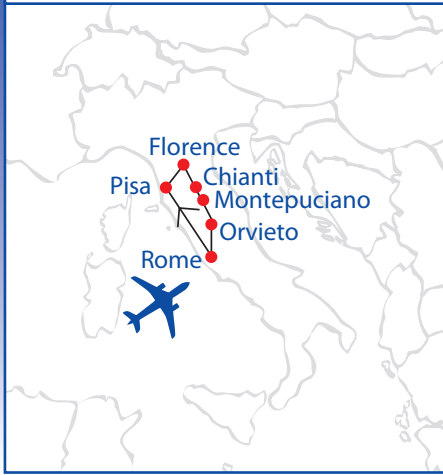 Florence
Chianti
Pisa
Montepuciano
Orvieto
Rome